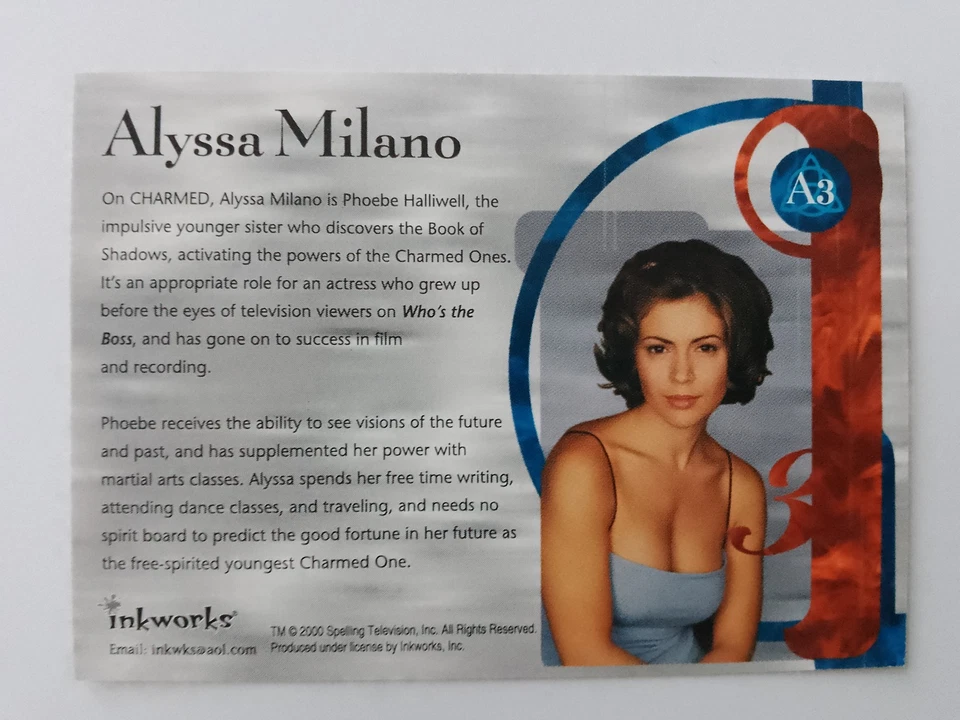 Alyssa Milano
A3
On CHARMED, Alyssa Milano is Phoebe Halliwell, the
impulsive younger sister who discovers the Book of
Shadows, activating the powers of the Charmed Ones.
It's an appropriate role for an actress who grew up
before the eyes of television viewers on Who's the
Boss, and has gone on to success in film
and recording.
Phoebe receives the ability to see visions of the future
and past, and has supplemented her power with
martial arts classes. Alyssa spends her free time writing,
attending dance classes, and traveling, and needs no
spirit board to predict the good fortune in her future as
the free-spirited youngest Charmed One.
3
inkworks®
Email: inkwks@aol.com
TM © 2000 Spelling Television, Inc. All Rights Reserved.
Produced under license by Inkworks, Inc.